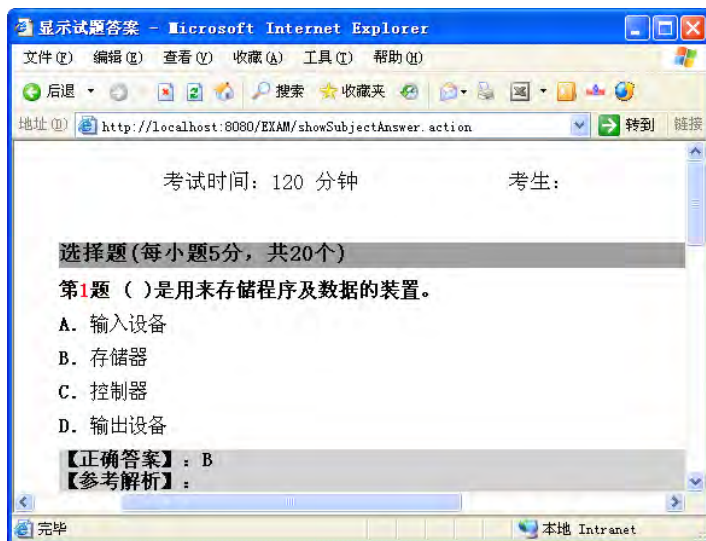 显示试题答案 - Microsoft Internet Explorer
文件(F) 编辑(E) 查看(V) 收藏(A) 工具(T) 帮助(H)
后退 搜索 收藏夹
地址(D) http://localhost:8080/EXAM/showSubjectAnswer.action 转到 链接
考试时间：120 分钟 考生：
选择题(每小题5分，共20个)
第1题 ( )是用来存储程序及数据的装置。
A. 输入设备
B. 存储器
C. 控制器
D. 输出设备
【正确答案】：B
【参考解析】：
完毕 本地 Intranet